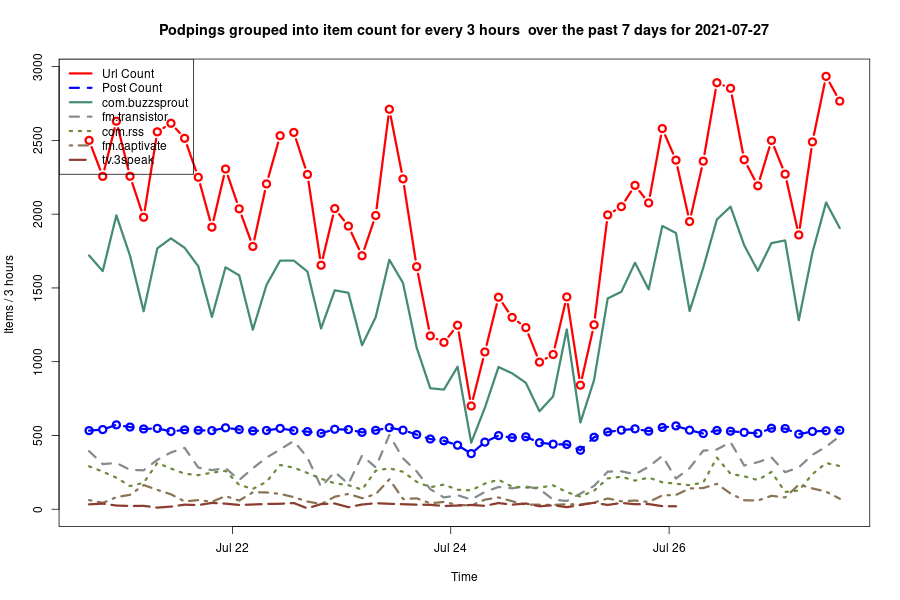 Podpings grouped into item count for every 3 hours  over the past 7 days for 2021-07-27
Items / 3 hours
3000
2500
2000
1500
1000
500
0
Url Count
Post Count
com.buzzsprout
fm.transistor
com.rss
fm.captivate
tv.3speak
Jul 22
Jul 24
Jul 26
Time